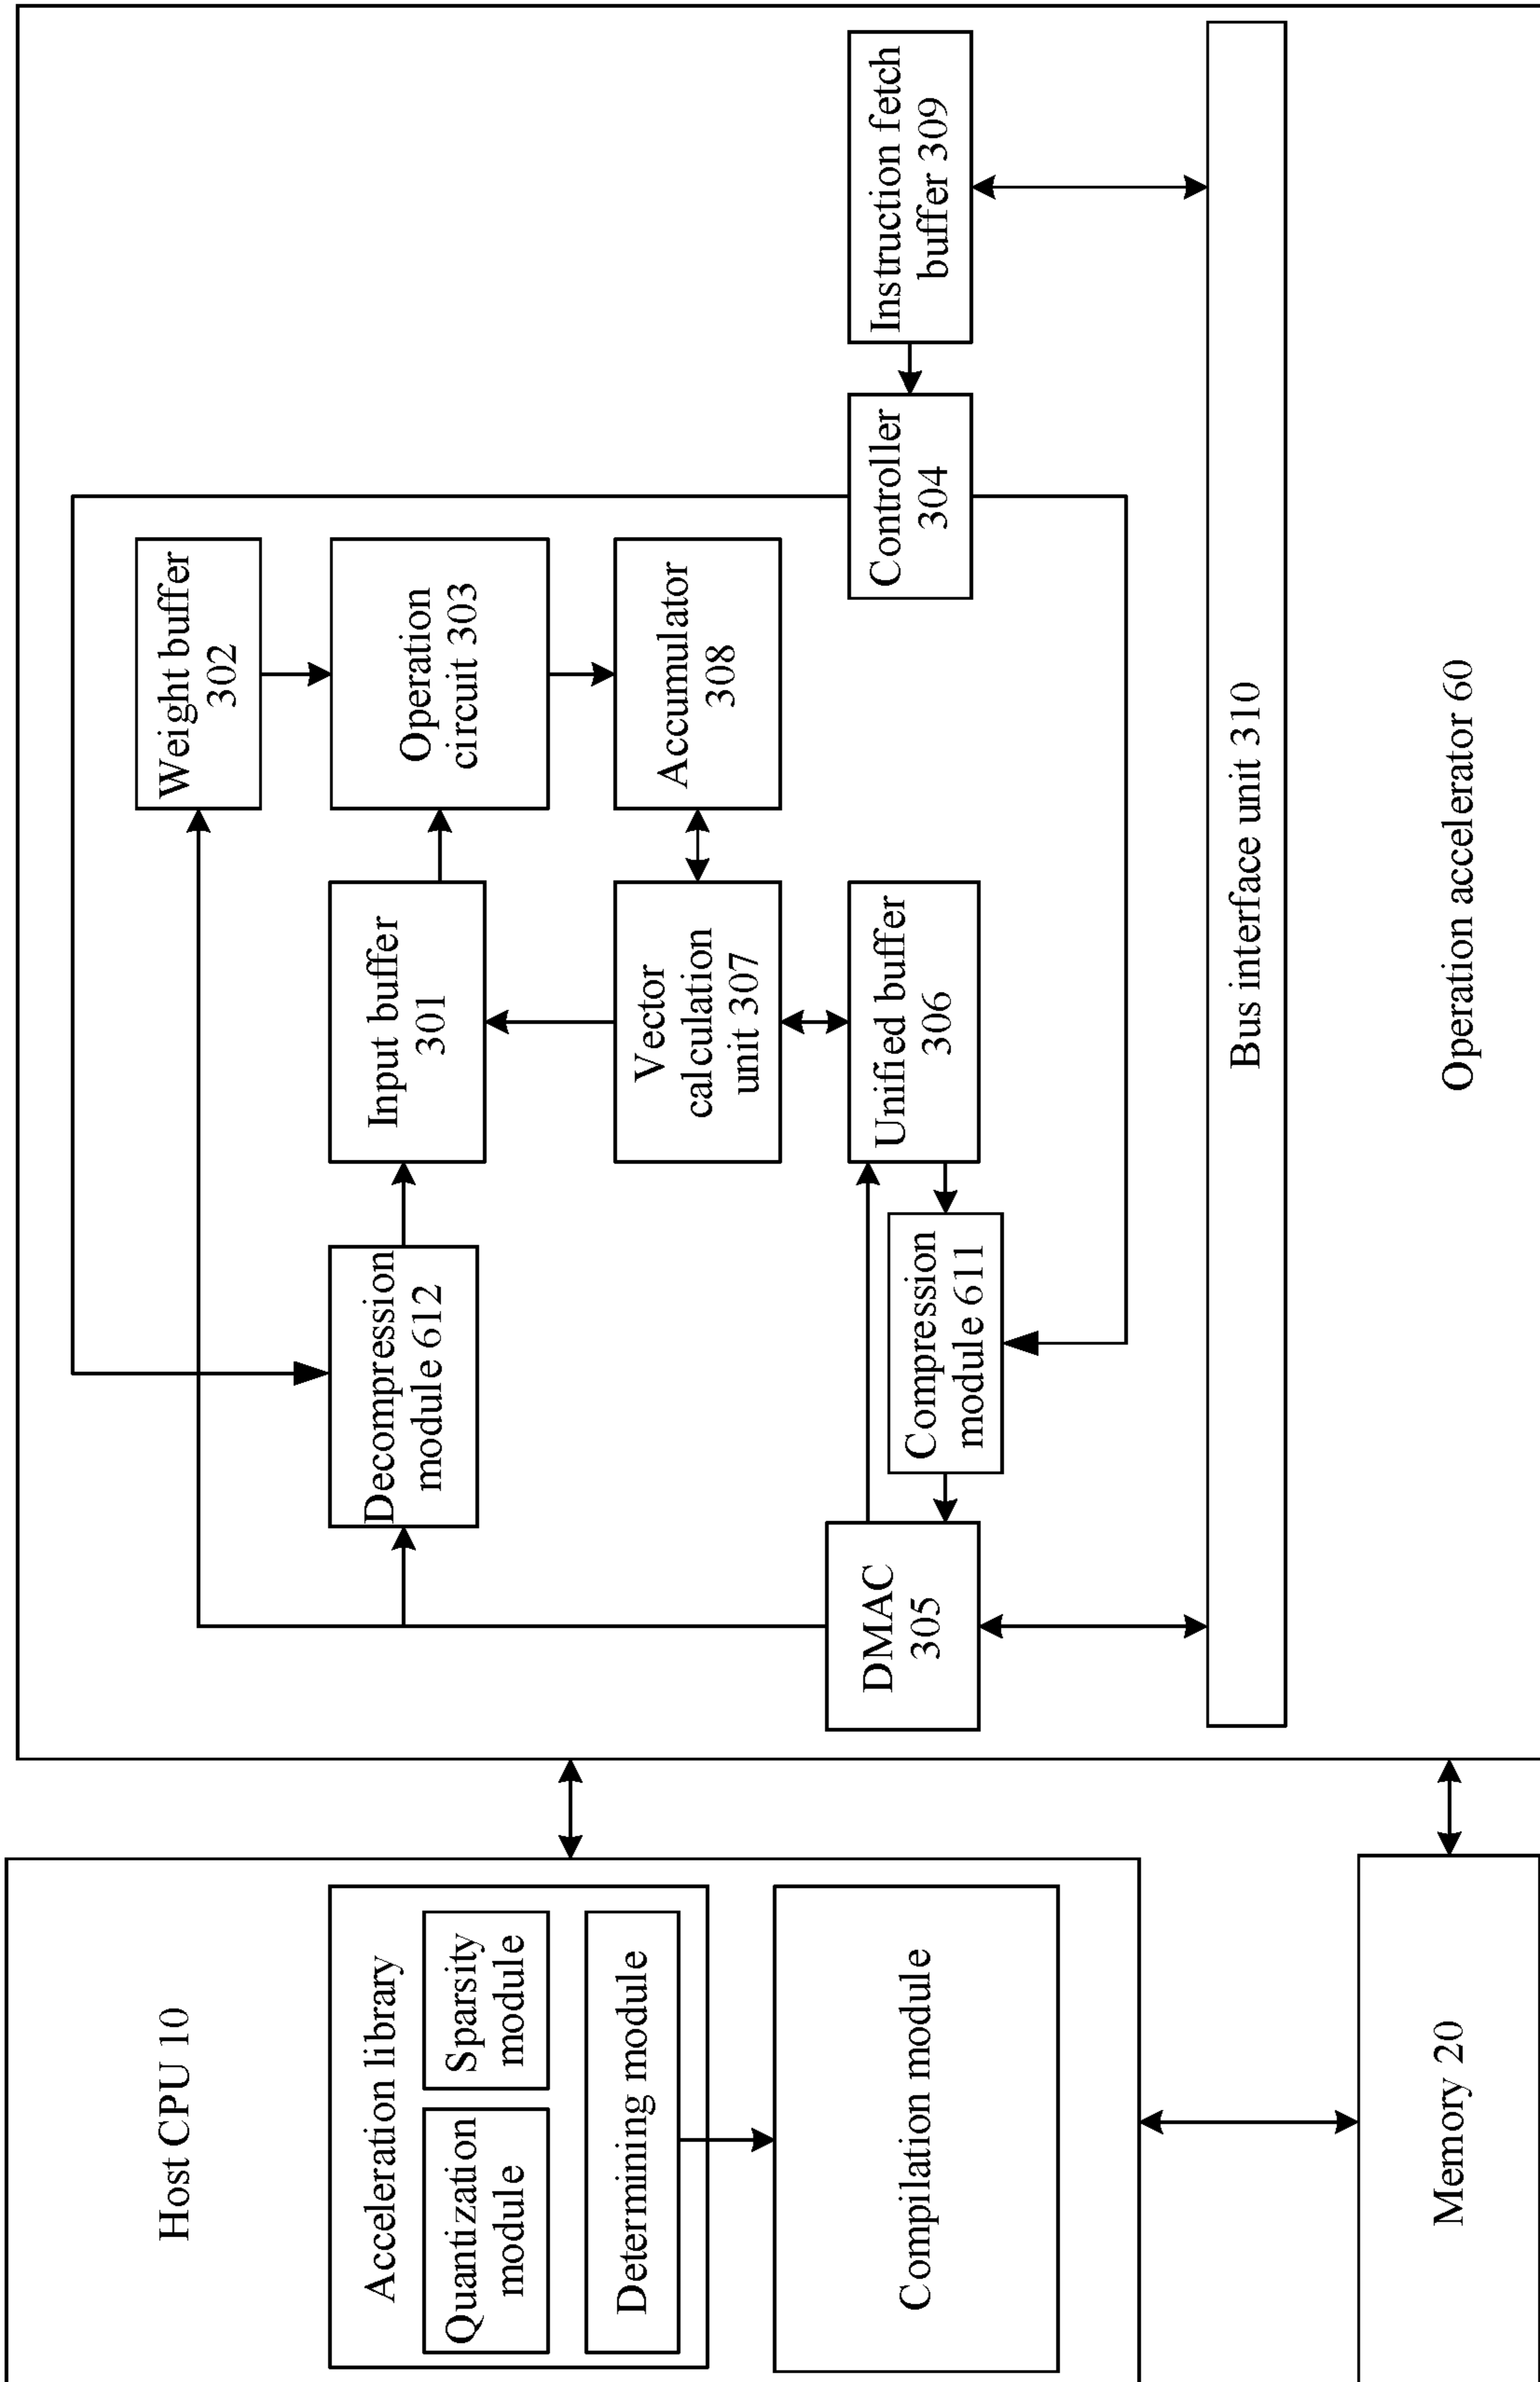 Host CPU 10
Acceleration library
Quantization
module
Sparsity
module
Determining module
Compilation module
Memory 20
Decompression
module 612
Input buffer
301
Weight buffer
302
Operation
circuit 303
Vector
calculation
unit 307
Accumulator
308
DMAC
305
Compression
module 611
Unified buffer
306
Controller
304
Instruction fetch
buffer 309
Bus interface unit 310
Operation accelerator 60